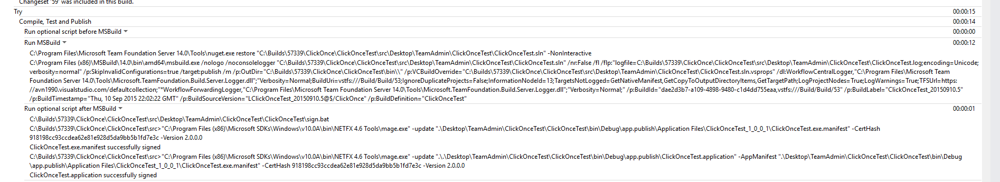 Changeset '59' was included in this build.
Try 00:00:15
Compile, Test and Publish 00:00:14
Run optional script before MSBuild 00:00:00
Run MSBuild 00:00:12
C:\Program Files\Microsoft Team Foundation Server 14.0\Tools\nuget.exe restore "C:\Builds\57339\ClickOnce\ClickOnceTest\src\Desktop\TeamAdmin\ClickOnceTest\ClickOnceTest.sln" -NonInteractive
C:\Program Files (x86)\MSBuild\14.0\bin\amd64\msbuild.exe /nologo /noconsolelogger "C:\Builds\57339\ClickOnce\ClickOnceTest\src\Desktop\TeamAdmin\ClickOnceTest\ClickOnceTest.sln" /nr:False /fl /flp:"logfile=C:\Builds\57339\ClickOnce\ClickOnceTest\src\Desktop\TeamAdmin\ClickOnceTest\ClickOnceTest.log;encoding=Unicode;
verbosity=normal" /p:SkipInvalidConfigurations=true /target:publish /m /p:OutDir="C:\Builds\57339\ClickOnce\ClickOnceTest\bin\\" /p:VCBuildOverride="C:\Builds\57339\ClickOnce\ClickOnceTest\src\Desktop\TeamAdmin\ClickOnceTest\ClickOnceTest.sln.vsprops" /dl:WorkflowCentralLogger,"C:\Program Files\Microsoft Team
Foundation Server 14.0\Tools\Microsoft.TeamFoundation.Build.Server.Logger.dll";"Verbosity=Normal;BuildUri=vstfs:///Build/Build/53;IgnoreDuplicateProjects=False;InformationNodeId=13;TargetsNotLogged=GetNativeManifest,GetCopyToOutputDirectoryItems,GetTargetPath;LogProjectNodes=True;LogWarnings=True;TFSUrl=https:
//avn1990.visualstudio.com/defaultcollection;"*WorkflowForwardingLogger,"C:\Program Files\Microsoft Team Foundation Server 14.0\Tools\Microsoft.TeamFoundation.Build.Server.Logger.dll";"Verbosity=Normal;" /p:BuildId="dae2d3b7-a109-4898-9480-c1d4dd755eaa,vstfs:///Build/Build/53" /p:BuildLabel="ClickOnceTest_20150910.5"
/p:BuildTimestamp="Thu, 10 Sep 2015 22:02:22 GMT" /p:BuildSourceVersion="LClickOnceTest_20150910.5@$/ClickOnce" /p:BuildDefinition="ClickOnceTest"
Run optional script after MSBuild 00:00:01
C:\Builds\57339\ClickOnce\ClickOnceTest\src\Desktop\TeamAdmin\ClickOnceTest\ClickOnceTest\sign.bat
C:\Builds\57339\ClickOnce\ClickOnceTest\src>"C:\Program Files (x86)\Microsoft SDKs\Windows\v10.0A\bin\NETFX 4.6 Tools\mage.exe" -update ".\Desktop\TeamAdmin\ClickOnceTest\ClickOnceTest\bin\Debug\app.publish\Application Files\ClickOnceTest_1_0_0_1\ClickOnceTest.exe.manifest" -CertHash
918198cc93ccdea62e81e928d5da9bb5b1fd7e3c -Version 2.0.0.0
ClickOnceTest.exe.manifest successfully signed
C:\Builds\57339\ClickOnce\ClickOnceTest\src>"C:\Program Files (x86)\Microsoft SDKs\Windows\v10.0A\bin\NETFX 4.6 Tools\mage.exe" -update ".\.\Desktop\TeamAdmin\ClickOnceTest\ClickOnceTest\bin\Debug\app.publish\ClickOnceTest.application" -AppManifest ".\Desktop\TeamAdmin\ClickOnceTest\ClickOnceTest\bin\Debug
\app.publish\Application Files\ClickOnceTest_1_0_0_1\ClickOnceTest.exe.manifest" -CertHash 918198cc93ccdea62e81e928d5da9bb5b1fd7e3c -Version 2.0.0.0
ClickOnceTest.application successfully signed